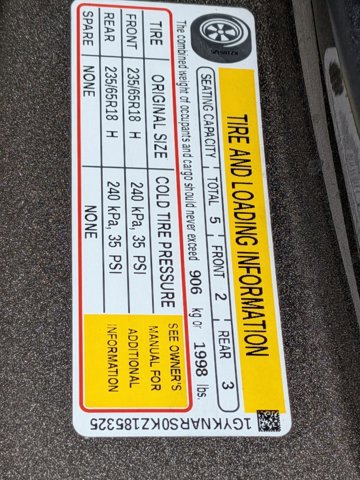 TIRE AND LOADING INFORMATION
SEATING CAPACITY TOTAL 5 FRONT 2 REAR 3
The combined weight of occupants and cargo should never exceed 906 kg or 1998 lbs.
TIRE ORIGINAL SIZE COLD TIRE PRESSURE
FRONT 235/65R18 H 240 kPa, 35 PSI
REAR 235/65R18 H 240 kPa, 35 PSI
SPARE NONE NONE
SEE OWNER'S
MANUAL FOR
ADDITIONAL
INFORMATION
1GYKNARS0KZ185325